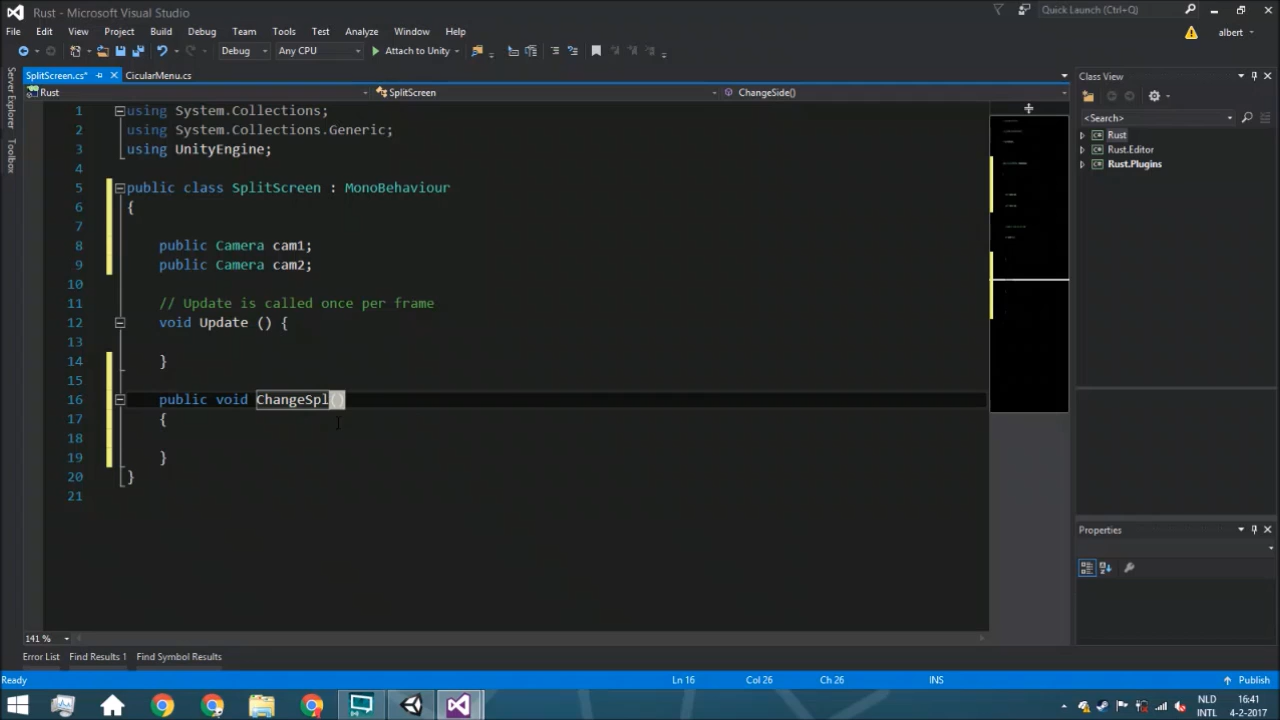 Rust - Microsoft Visual Studio
Quick Launch (Ctrl+Q)
File Edit View Project Build Debug Team Tools Test Analyze Window Help
albert
Debug Any CPU Attach to Unity
Server Explorer
Toolbox
SplitScreen.cs* CicularMenu.cs
Rust SplitScreen ChangeSide()
1 using System.Collections;
2 using System.Collections.Generic;
3 using UnityEngine;
4
5 public class SplitScreen : MonoBehaviour
6 {
7
8 public Camera cam1;
9 public Camera cam2;
10
11 // Update is called once per frame
12 void Update () {
13
14 }
15
16 public void ChangeSpl()
17 {
18
19 }
20 }
21
141 %
Class View
<Search>
Rust
Rust.Editor
Rust.Plugins
Properties
Error List Find Results 1 Find Symbol Results
Ready Ln 16 Col 26 Ch 26 INS Publish
NLD 16:41
INTL 4-2-2017